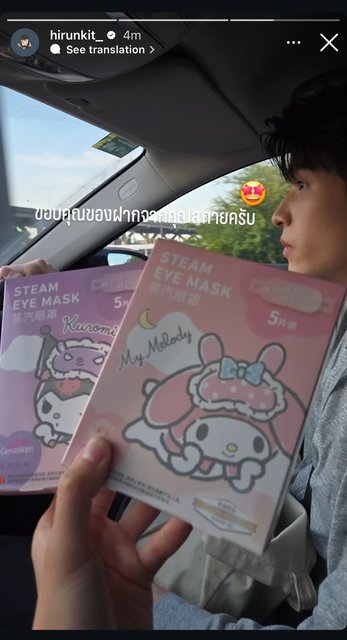 hirunkit_ 4m
See translation >
ขอบคุณของฝากจากคุณสกายครับ
STEAM
EYE MASK
蒸汽眼罩
5片
Kuromi
Geranium
STEAM
EYE MASK
蒸汽眼罩
5片装
My Melody